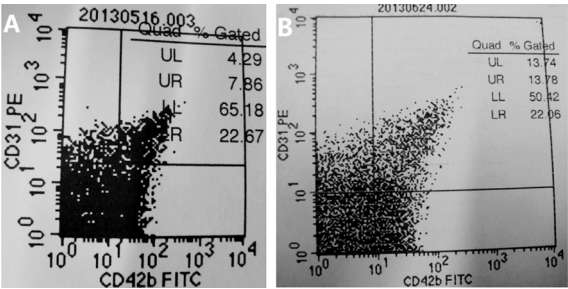 A
20130516.003
Quad % Gated
UL 4.29
UR 7.86
LL 65.18
LR 22.67
CD31 PE
10^0 10^1 10^2 10^3 10^4
10^0 10^1 10^2 10^3 10^4
CD42b FITC
B
20130624.002
Quad % Gated
UL 13.74
UR 13.78
LL 50.42
LR 22.06
CD31 PE
10^0 10^1 10^2 10^3 10^4
10^0 10^1 10^2 10^3 10^4
CD42b FITC